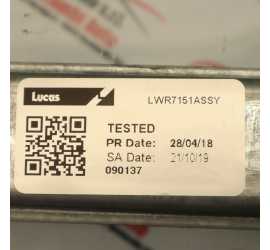 Lucas
LWR7151ASSY
TESTED
PR Date: 28/04/18
SA Date: 21/10/19
090137